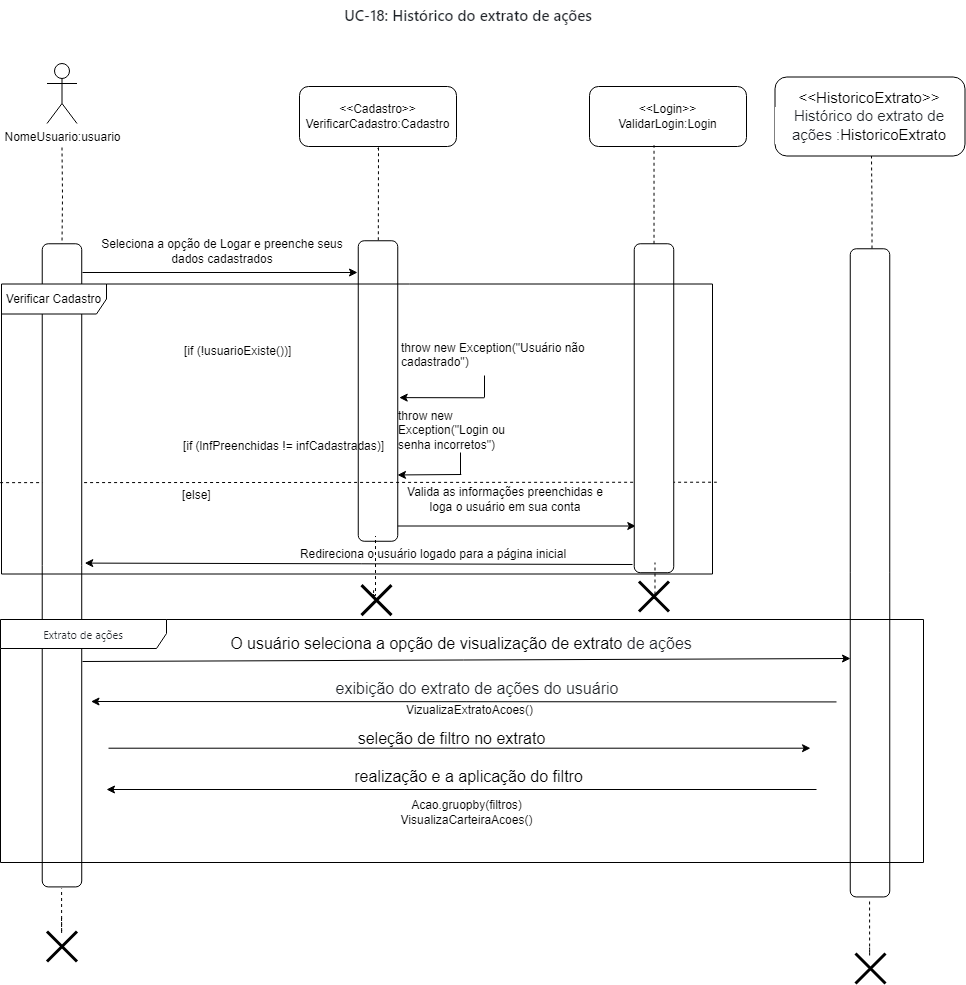 UC-18: Histórico do extrato de ações
NomeUsuario:usuario
<<Cadastro>>
VerificarCadastro:Cadastro
<<Login>>
ValidarLogin:Login
<<HistoricoExtrato>>
Histórico do extrato de
ações :HistoricoExtrato
Seleciona a opção de Logar e preenche seus
dados cadastrados
Verificar Cadastro
[if (!usuarioExiste())]
throw new Exception("Usuário não
cadastrado")
throw new
Exception("Login ou
senha incorretos")
[if (InfPreenchidas != infCadastradas)]
[else]
Valida as informações preenchidas e
loga o usuário em sua conta
Redireciona o usuário logado para a página inicial
Extrato de ações
O usuário seleciona a opção de visualização de extrato de ações
exibição do extrato de ações do usuário
VizualizaExtratoAcoes()
seleção de filtro no extrato
realização e a aplicação do filtro
Acao.gruopby(filtros)
VisualizaCarteiraAcoes()